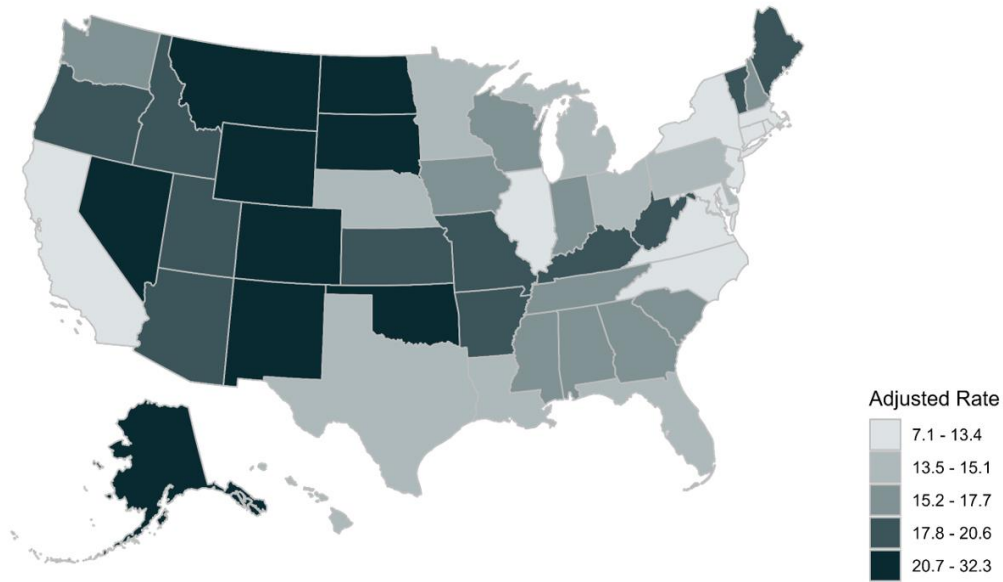 Adjusted Rate
7.1 - 13.4
13.5 - 15.1
15.2 - 17.7
17.8 - 20.6
20.7 - 32.3